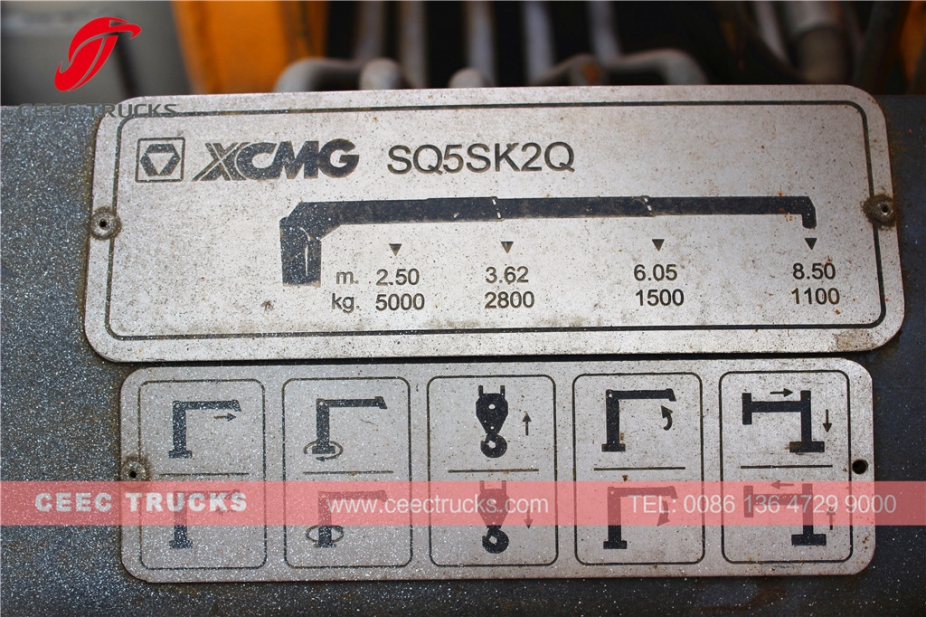 CEEC TRUCKS
XCMG SQ5SK2Q
m. 2.50 3.62 6.05 8.50
kg. 5000 2800 1500 1100
CEEC TRUCKS www.ceectrucks.com TEL: 0086 136 4729 9000